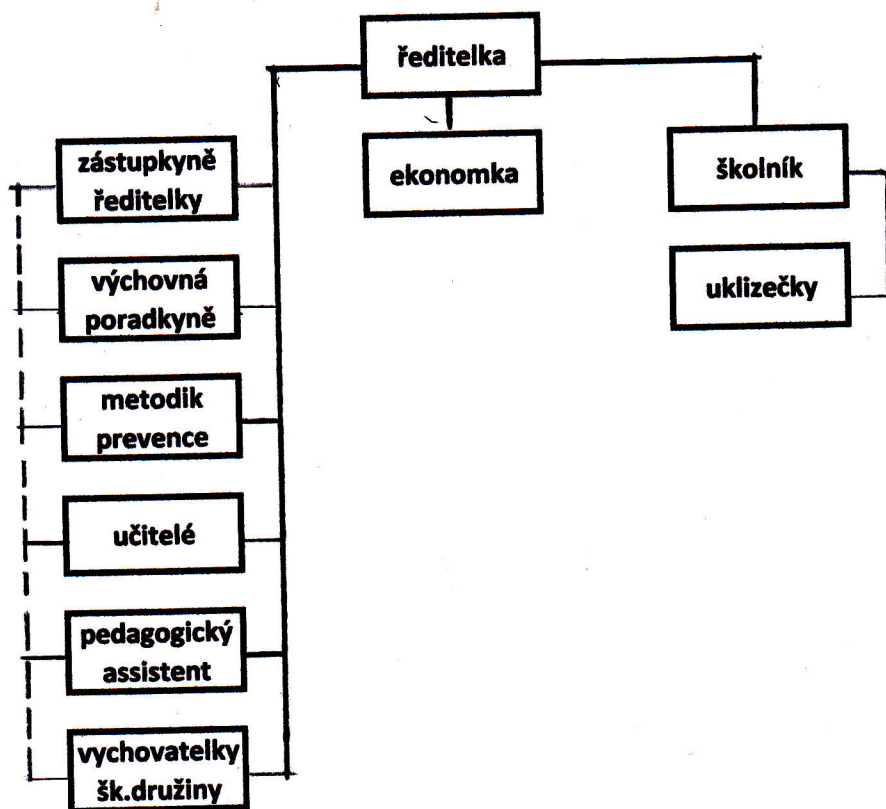 ředitelka
ekonomka
školník
uklizečky
zástupkyně
ředitelky
výchovná
poradkyně
metodik
prevence
učitelé
pedagogický
assistent
vychovatelky
šk.družiny